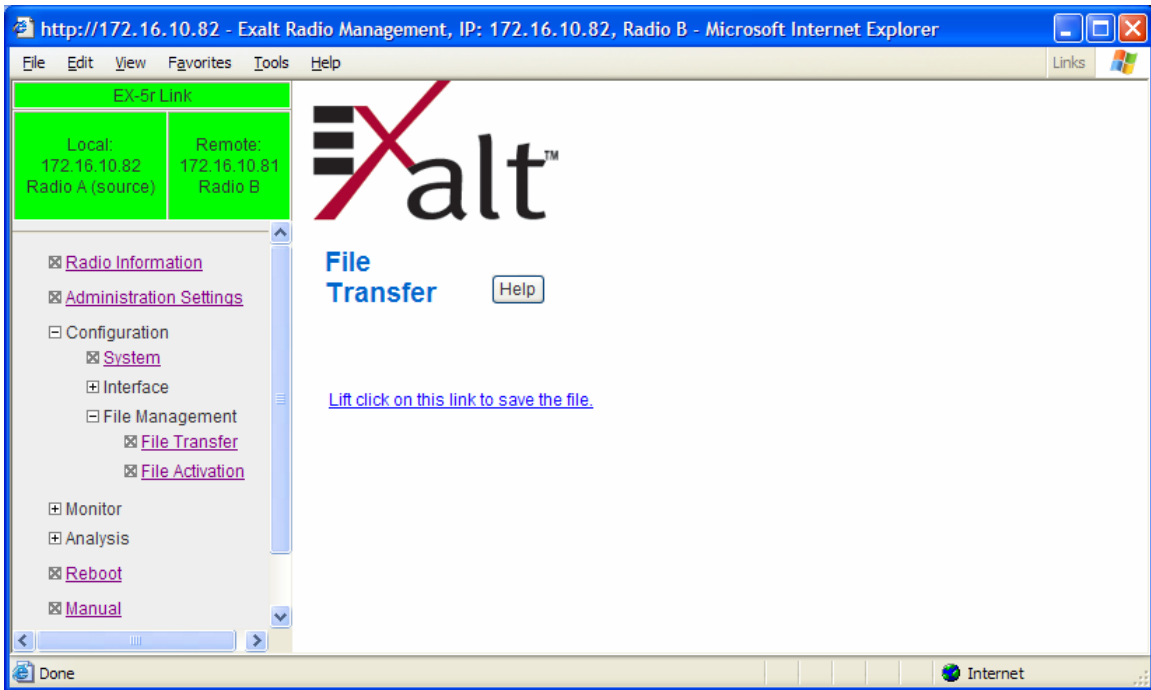 http://172.16.10.82 - Exalt Radio Management, IP: 172.16.10.82, Radio B - Microsoft Internet Explorer
File Edit View Favorites Tools Help Links
EX-5r Link
Local:
172.16.10.82
Radio A (source)
Remote:
172.16.10.81
Radio B
Exalt™
Radio Information
Administration Settings
Configuration
System
Interface
File Management
File Transfer
File Activation
Monitor
Analysis
Reboot
Manual
File
Transfer
Help
Lift click on this link to save the file.
Done Internet